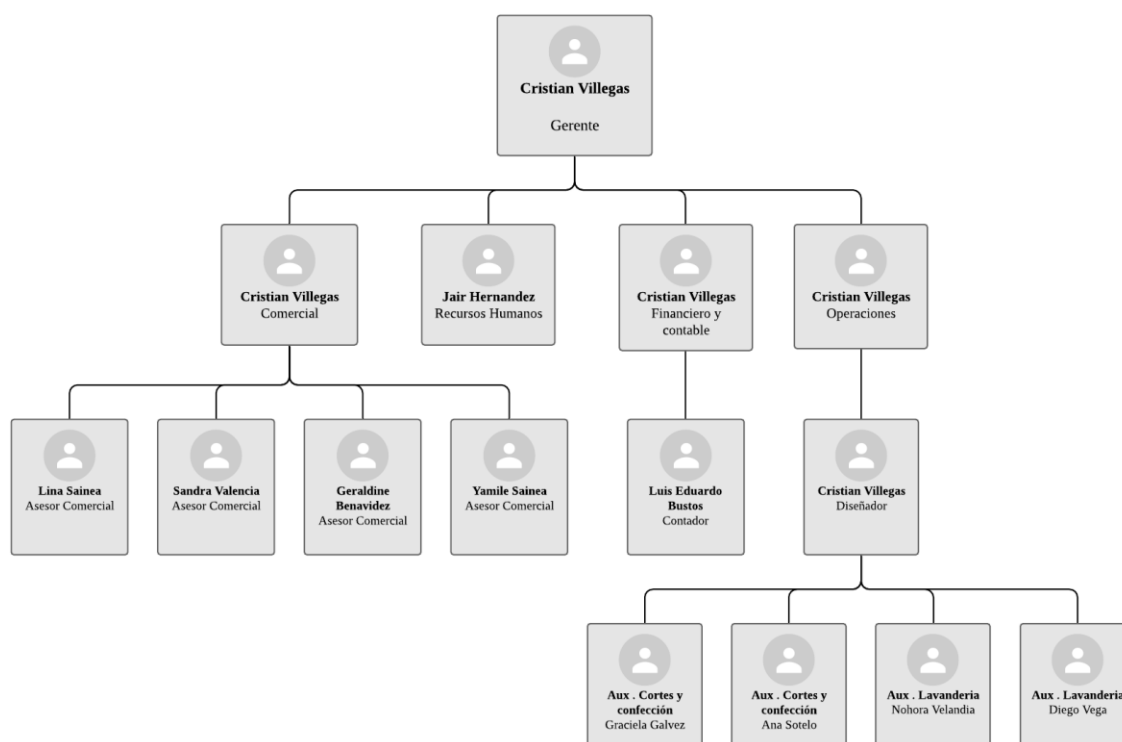 Cristian Villegas
Gerente
Cristian Villegas
Comercial
Jair Hernandez
Recursos Humanos
Cristian Villegas
Financiero y
contable
Cristian Villegas
Operaciones
Lina Sainea
Asesor Comercial
Sandra Valencia
Asesor Comercial
Geraldine
Benavidez
Asesor Comercial
Yamile Sainea
Asesor Comercial
Luis Eduardo
Bustos
Contador
Cristian Villegas
Diseñador
Aux . Cortes y
confección
Graciela Galvez
Aux . Cortes y
confección
Ana Sotelo
Aux . Lavanderia
Nohora Velandia
Aux . Lavanderia
Diego Vega